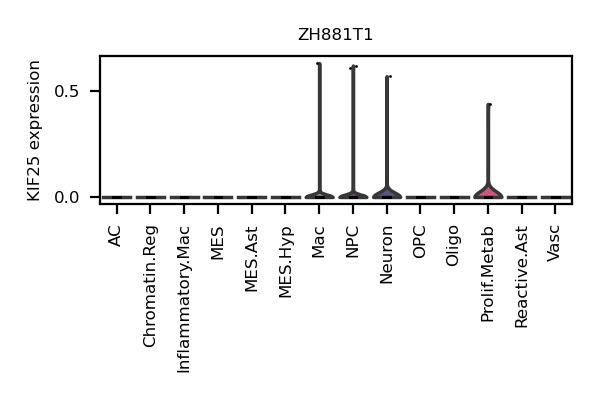 ZH881T1
KIF25 expression
0.5
0.0
AC
Chromatin.Reg
Inflammatory.Mac
MES
MES.Ast
MES.Hyp
Mac
NPC
Neuron
OPC
Oligo
Prolif.Metab
Reactive.Ast
Vasc